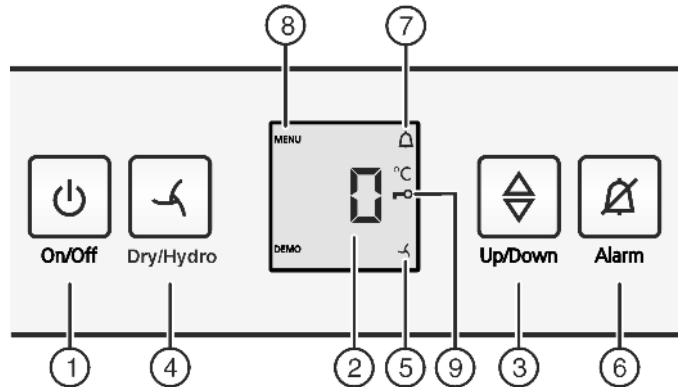 8 7
MENU
°C
0
On/Off Dry/Hydro DEMO Up/Down Alarm
1 4 2 5 9 3 6